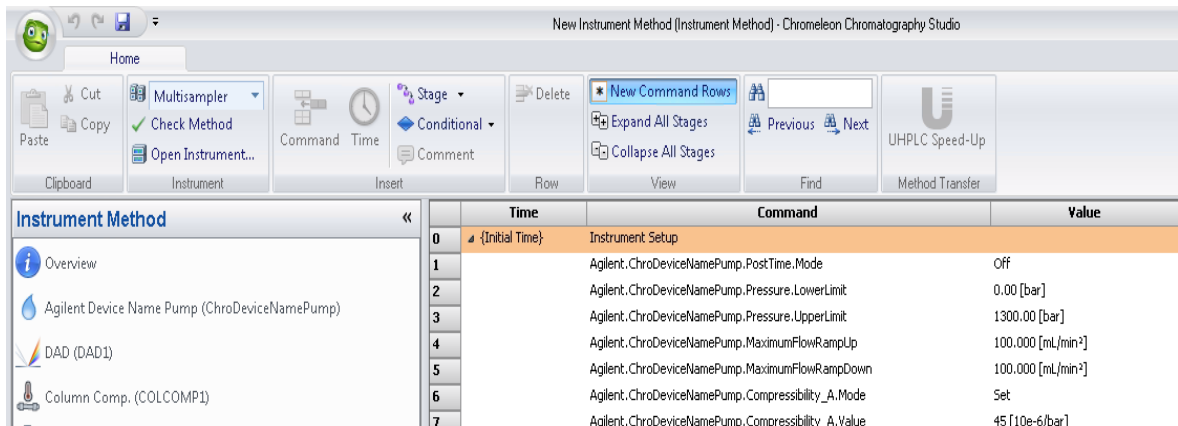 New Instrument Method (Instrument Method) - Chromeleon Chromatography Studio
Home
Paste
Cut
Copy
Clipboard
Multisampler
Check Method
Open Instrument...
Instrument
Command
Time
Stage
Conditional
Comment
Insert
Delete
Row
New Command Rows
Expand All Stages
Collapse All Stages
View
Previous Next
Find
UHPLC Speed-Up
Method Transfer
Instrument Method «
Overview
Agilent Device Name Pump (ChroDeviceNamePump)
DAD (DAD1)
Column Comp. (COLCOMP1)
Time Command Value
0 {Initial Time} Instrument Setup
1 Agilent.ChroDeviceNamePump.PostTime.Mode Off
2 Agilent.ChroDeviceNamePump.Pressure.LowerLimit 0.00 [bar]
3 Agilent.ChroDeviceNamePump.Pressure.UpperLimit 1300.00 [bar]
4 Agilent.ChroDeviceNamePump.MaximumFlowRampUp 100.000 [mL/min²]
5 Agilent.ChroDeviceNamePump.MaximumFlowRampDown 100.000 [mL/min²]
6 Agilent.ChroDeviceNamePump.Compressibility_A.Mode Set
7 Agilent.ChroDeviceNamePump.Compressibility_A.Value 45 [10e-6/bar]